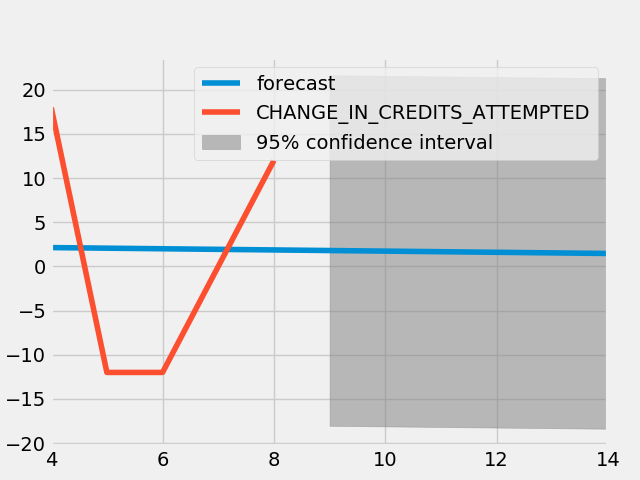 forecast
CHANGE_IN_CREDITS_ATTEMPTED
95% confidence interval
20
15
10
5
0
−5
−10
−15
−20
4 6 8 10 12 14